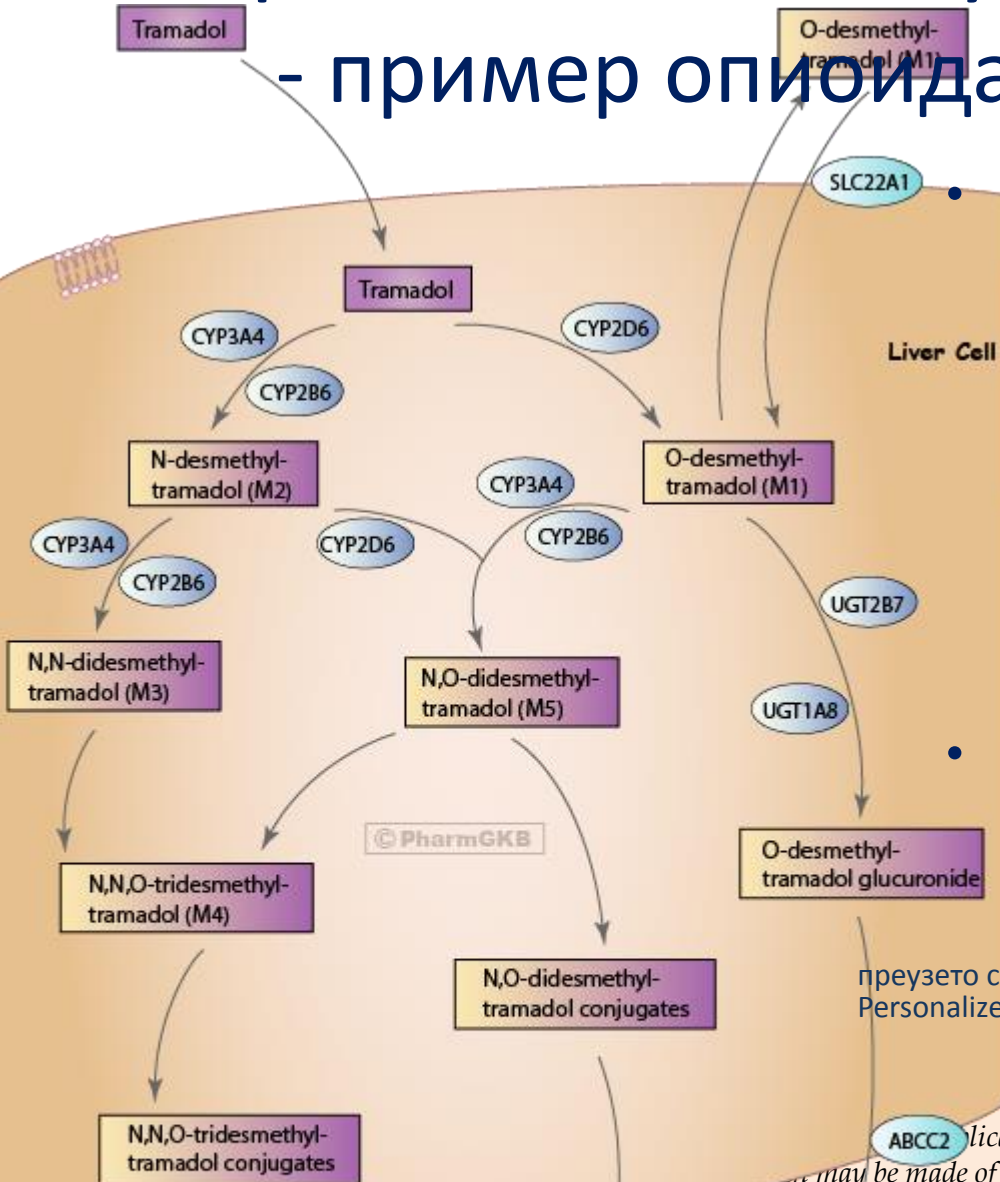 Tramadol
O-desmethyl-
tramadol (M1)
- пример опиоида
SLC22A1
•
Tramadol
CYP3A4
CYP2D6
CYP2B6
Liver Cell
N-desmethyl-
tramadol (M2)
O-desmethyl-
tramadol (M1)
CYP3A4
CYP2B6
CYP2D6
CYP3A4
CYP2B6
UGT2B7
N,N-didesmethyl-
tramadol (M3)
N,O-didesmethyl-
tramadol (M5)
UGT1A8
•
© PharmGKB
O-desmethyl-
tramadol glucuronide
N,N,O-tridesmethyl-
tramadol (M4)
N,O-didesmethyl-
tramadol conjugates
преузето с
Personalize
N,N,O-tridesmethyl-
tramadol conjugates
ABCC2
may be made of